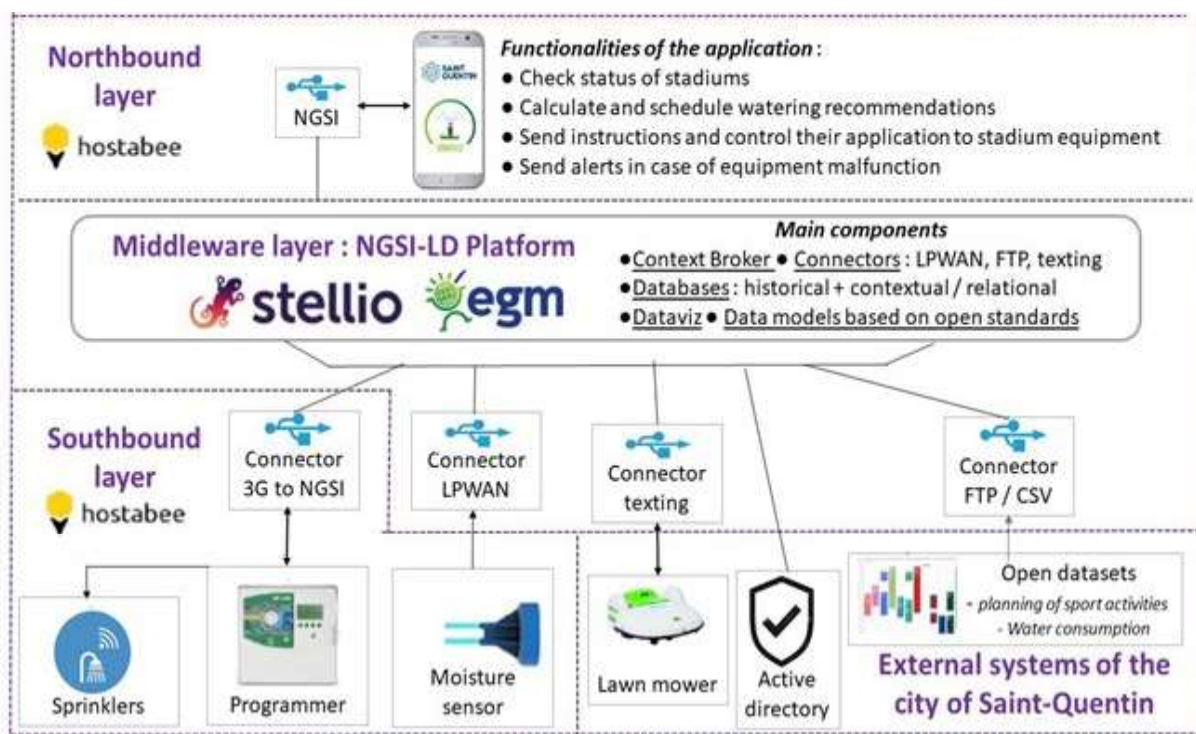 Northbound
layer
hostabee
NGSI
SAINT
QUENTIN
Functionalities of the application :
● Check status of stadiums
● Calculate and schedule watering recommendations
● Send instructions and control their application to stadium equipment
● Send alerts in case of equipment malfunction
Middleware layer : NGSI-LD Platform
stellio
egm
Main components
●Context Broker ● Connectors : LPWAN, FTP, texting
●Databases : historical + contextual / relational
●Dataviz ● Data models based on open standards
Southbound
layer
hostabee
Connector
3G to NGSI
Connector
LPWAN
Connector
texting
Connector
FTP / CSV
Sprinklers
Programmer
Moisture
sensor
Lawn mower
Active
directory
Open datasets
- planning of sport activities
- Water consumption
External systems of the
city of Saint-Quentin